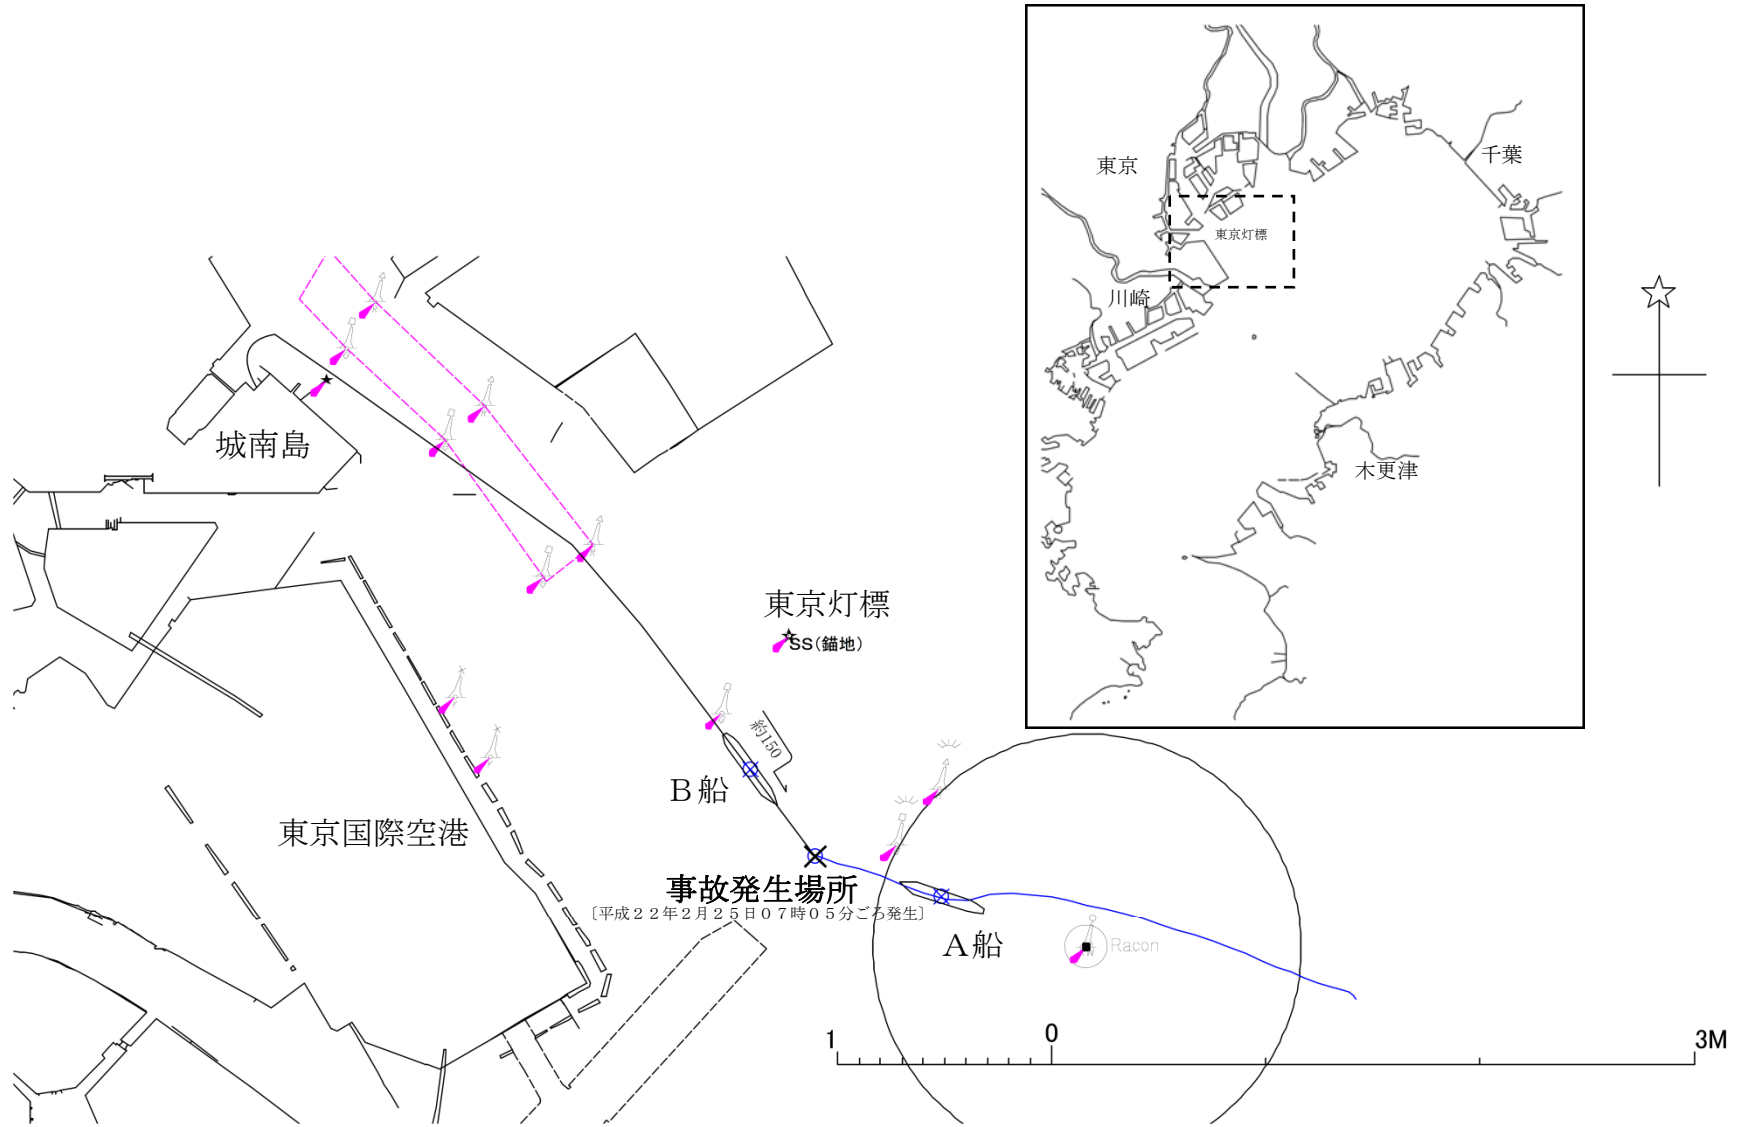 東京
千葉
東京灯標
川崎
木更津
城南島
東京灯標
SS(錨地)
約150
B船
東京国際空港
事故発生場所
〔平成22年2月25日07時05分ごろ発生〕
A船
Racon
1
0
3M